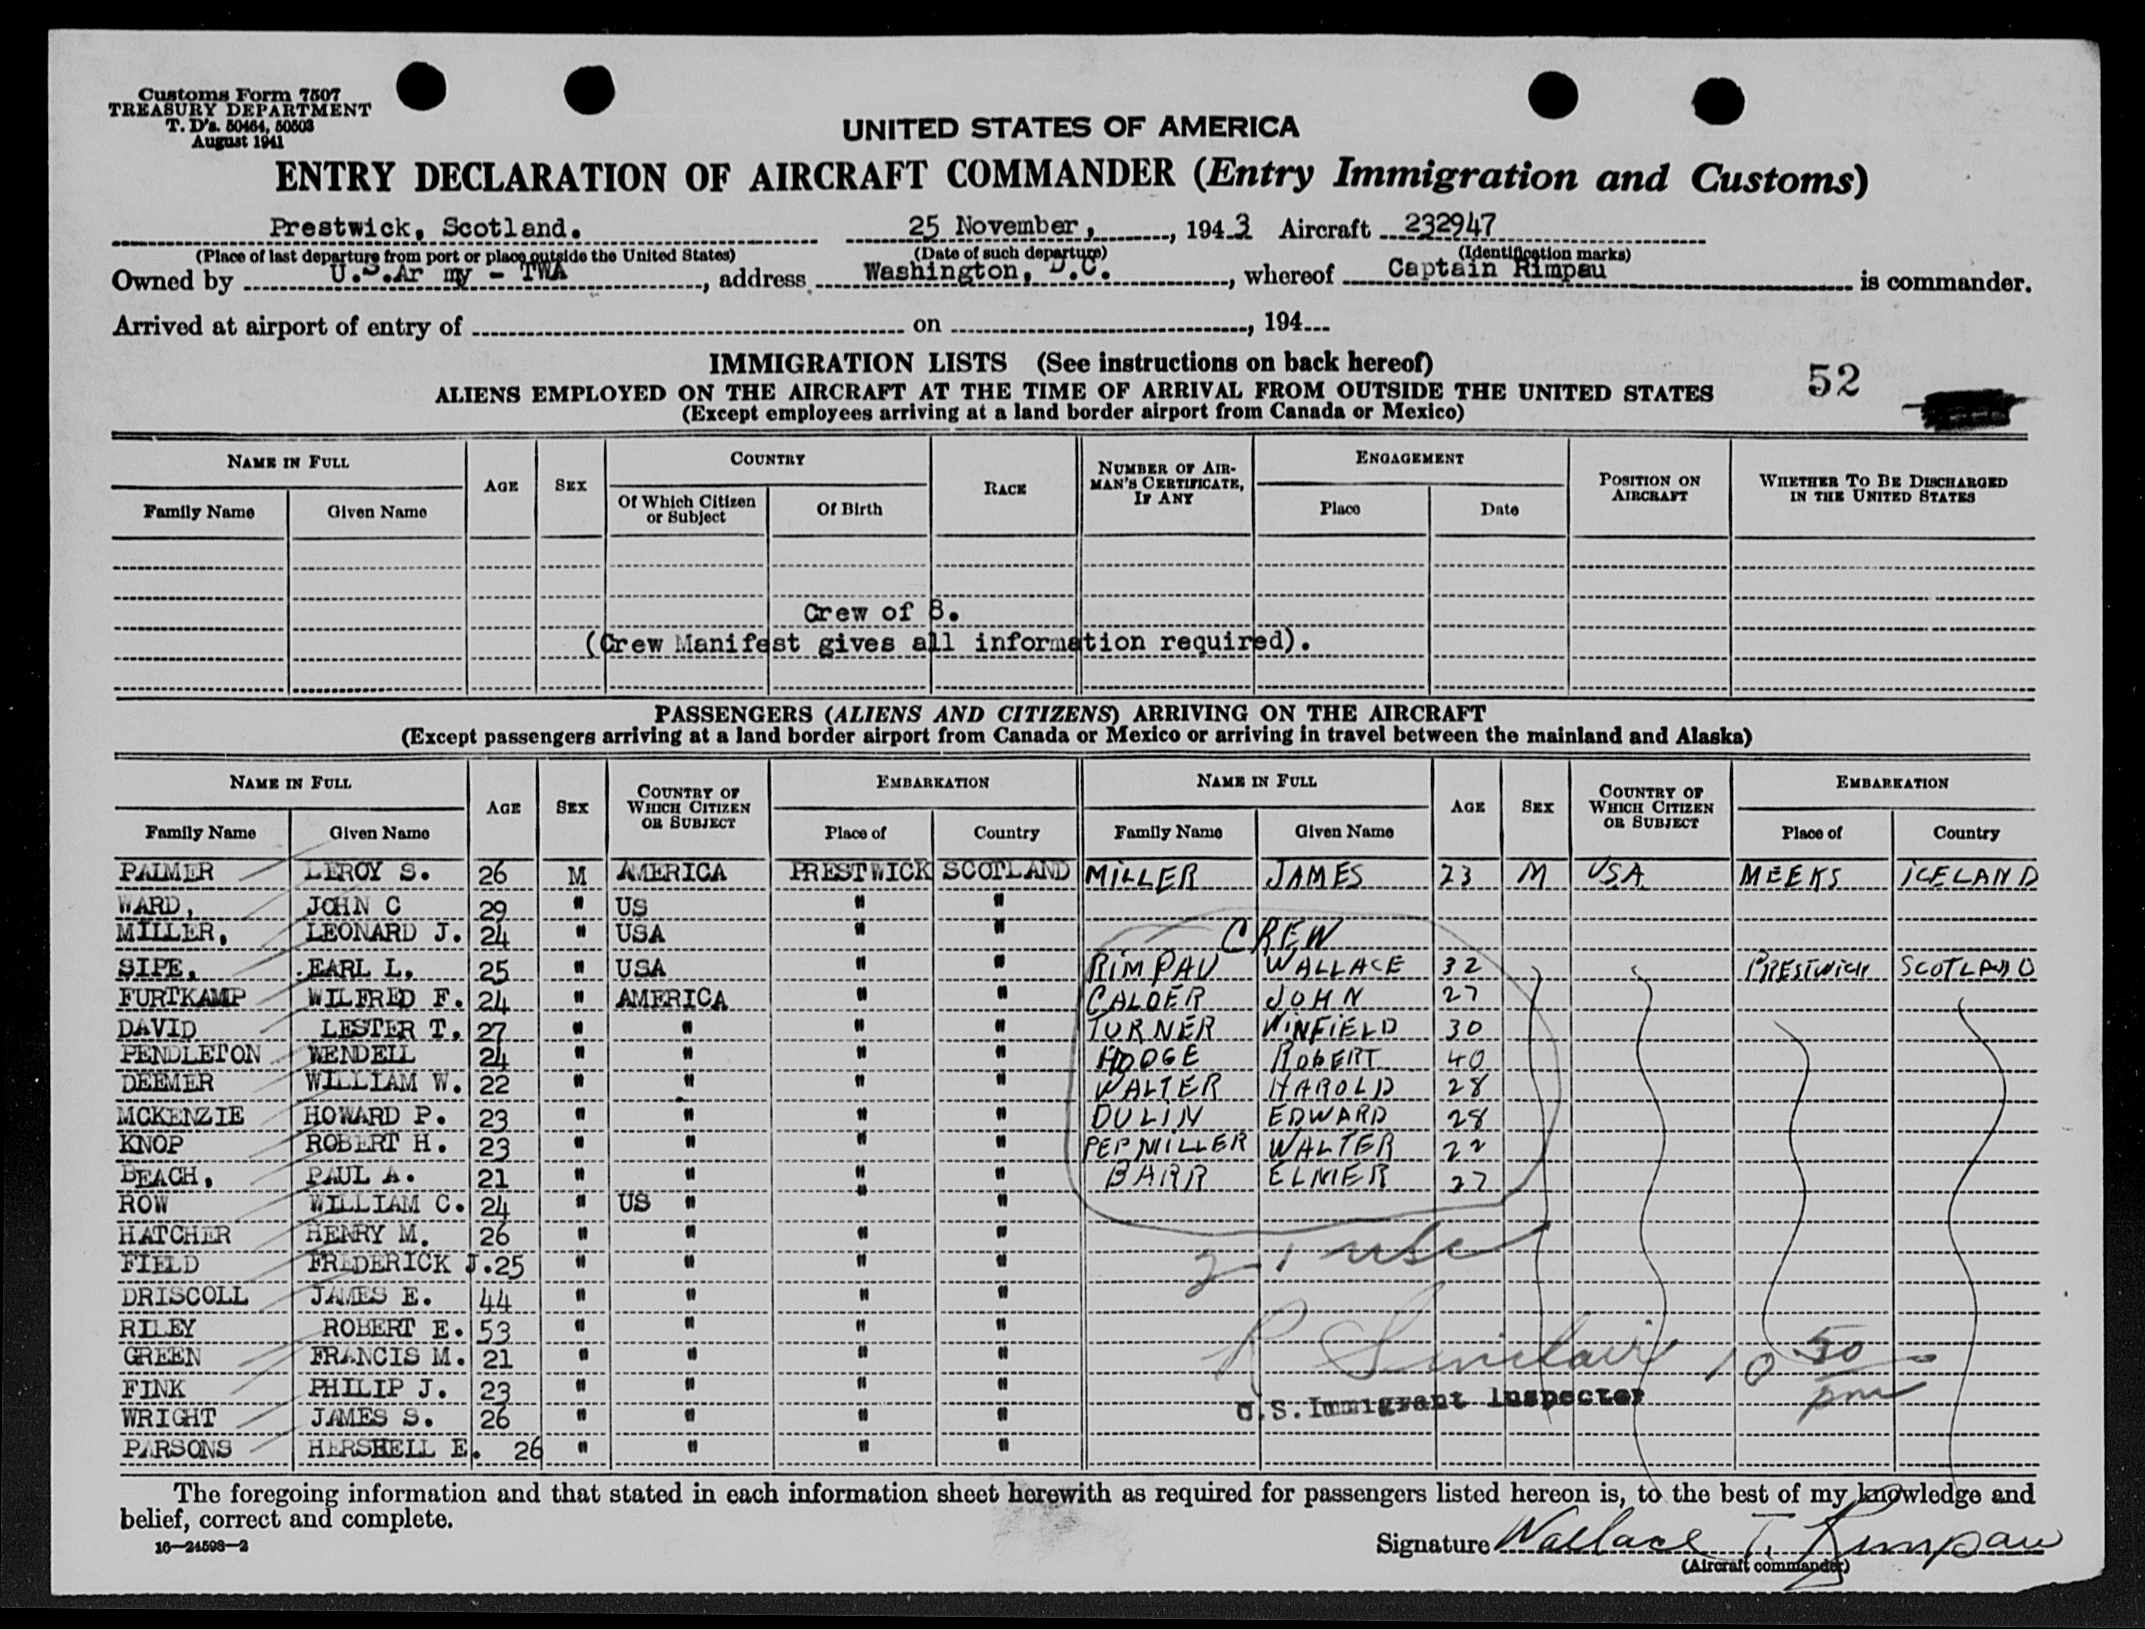 Customs Form 7507
TREASURY DEPARTMENT
T. D's. 50464, 50503
August 1941
UNITED STATES OF AMERICA
ENTRY DECLARATION OF AIRCRAFT COMMANDER (Entry Immigration and Customs)
Prestwick, Scotland. 25 November, 1943 Aircraft 232947
(Place of last departure from port or place outside the United States) (Date of such departure) (Identification marks)
Owned by U.S.Ar my - TWA, address Washington, D.C., whereof Captain Rimpau is commander.
Arrived at airport of entry of on , 194
IMMIGRATION LISTS (See instructions on back hereof)
52
ALIENS EMPLOYED ON THE AIRCRAFT AT THE TIME OF ARRIVAL FROM OUTSIDE THE UNITED STATES
(Except employees arriving at a land border airport from Canada or Mexico)
NAME IN FULL AGE SEX COUNTRY RACE NUMBER OF AIRMAN'S CERTIFICATE, IF ANY ENGAGEMENT POSITION ON AIRCRAFT WHETHER TO BE DISCHARGED IN THE UNITED STATES
Family Name Given Name Of Which Citizen or Subject Of Birth Place Date
Crew of 8.
(Crew Manifest gives all information required).
PASSENGERS (ALIENS AND CITIZENS) ARRIVING ON THE AIRCRAFT
(Except passengers arriving at a land border airport from Canada or Mexico or arriving in travel between the mainland and Alaska)
NAME IN FULL AGE SEX COUNTRY OF WHICH CITIZEN OR SUBJECT EMBARKATION NAME IN FULL AGE SEX COUNTRY OF WHICH CITIZEN OR SUBJECT EMBARKATION
Family Name Given Name Place of Country Family Name Given Name Place of Country
PALMER LEROY S. 26 M AMERICA PRESTWICK SCOTLAND MILLER JAMES 23 M USA MEEKS ICELAND
WARD, JOHN C 29 " US " "
MILLER, LEONARD J. 24 " USA " " CREW
SIPE, EARL L. 25 " USA " " RIMPAU WALLACE 32 PRESTWICK SCOTLAND
FURTKAMP WILFRED F. 24 " AMERICA " " CALDER JOHN 27
DAVID LESTER T. 27 " " " " TURNER WINFIELD 30
PENDLETON WENDELL 24 " " " " HODGE ROBERT 40
DEEMER WILLIAM W. 22 " " " " WALTER HAROLD 28
MCKENZIE HOWARD P. 23 " " " " DULIN EDWARD 28
KNOP ROBERT H. 23 " " " " PEPMILLER WALTER 22
BEACH, PAUL A. 21 " " " " BARR ELMER 27
ROW WILLIAM C. 24 " US " " "
HATCHER HENRY M. 26 " " " "
FIELD FREDERICK J. 25 " " " "
DRISCOLL JAMES E. 44 " " " "
RILEY ROBERT E. 53 " " " "
GREEN FRANCIS M. 21 " " " "
FINK PHILIP J. 23 " " " "
WRIGHT JAMES S. 26 " " " "
PARSONS HERSHELL E. 26 " " " "
R Sinclair 10 30 pm
U.S. Immigrant Inspector
The foregoing information and that stated in each information sheet herewith as required for passengers listed hereon is, to the best of my knowledge and
belief, correct and complete.
16—24598-2
Signature Wallace T. Rimpau
(Aircraft commander)